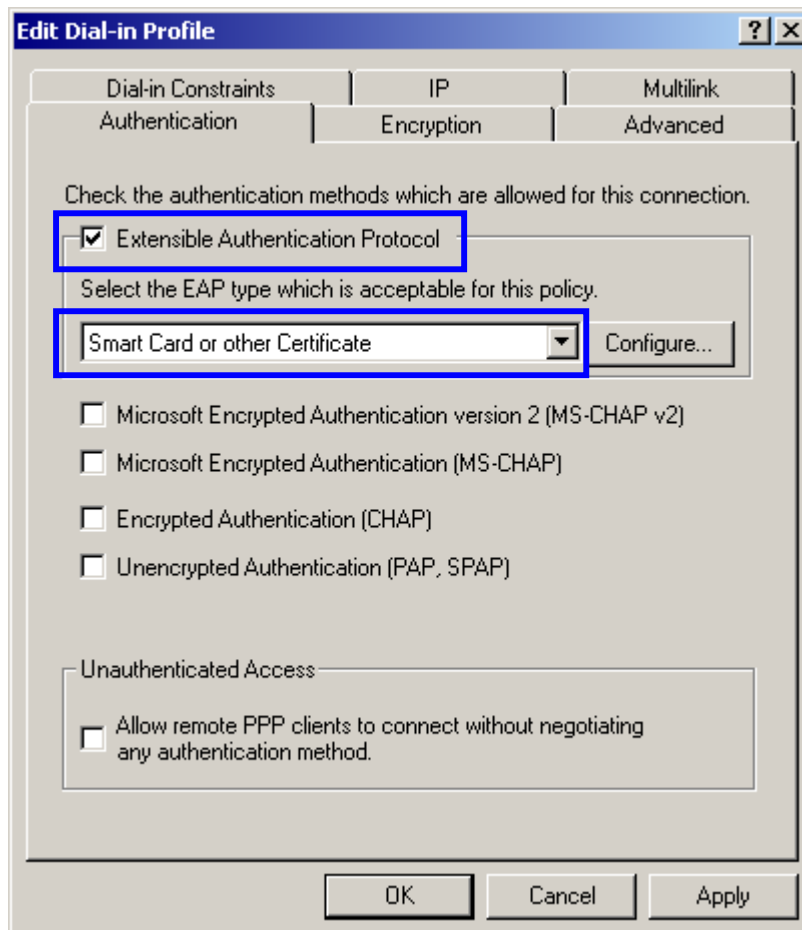 Edit Dial-in Profile
Dial-in Constraints IP Multilink
Authentication Encryption Advanced
Check the authentication methods which are allowed for this connection.
Extensible Authentication Protocol
Select the EAP type which is acceptable for this policy.
Smart Card or other Certificate Configure...
Microsoft Encrypted Authentication version 2 (MS-CHAP v2)
Microsoft Encrypted Authentication (MS-CHAP)
Encrypted Authentication (CHAP)
Unencrypted Authentication (PAP, SPAP)
Unauthenticated Access
Allow remote PPP clients to connect without negotiating
any authentication method.
OK Cancel Apply